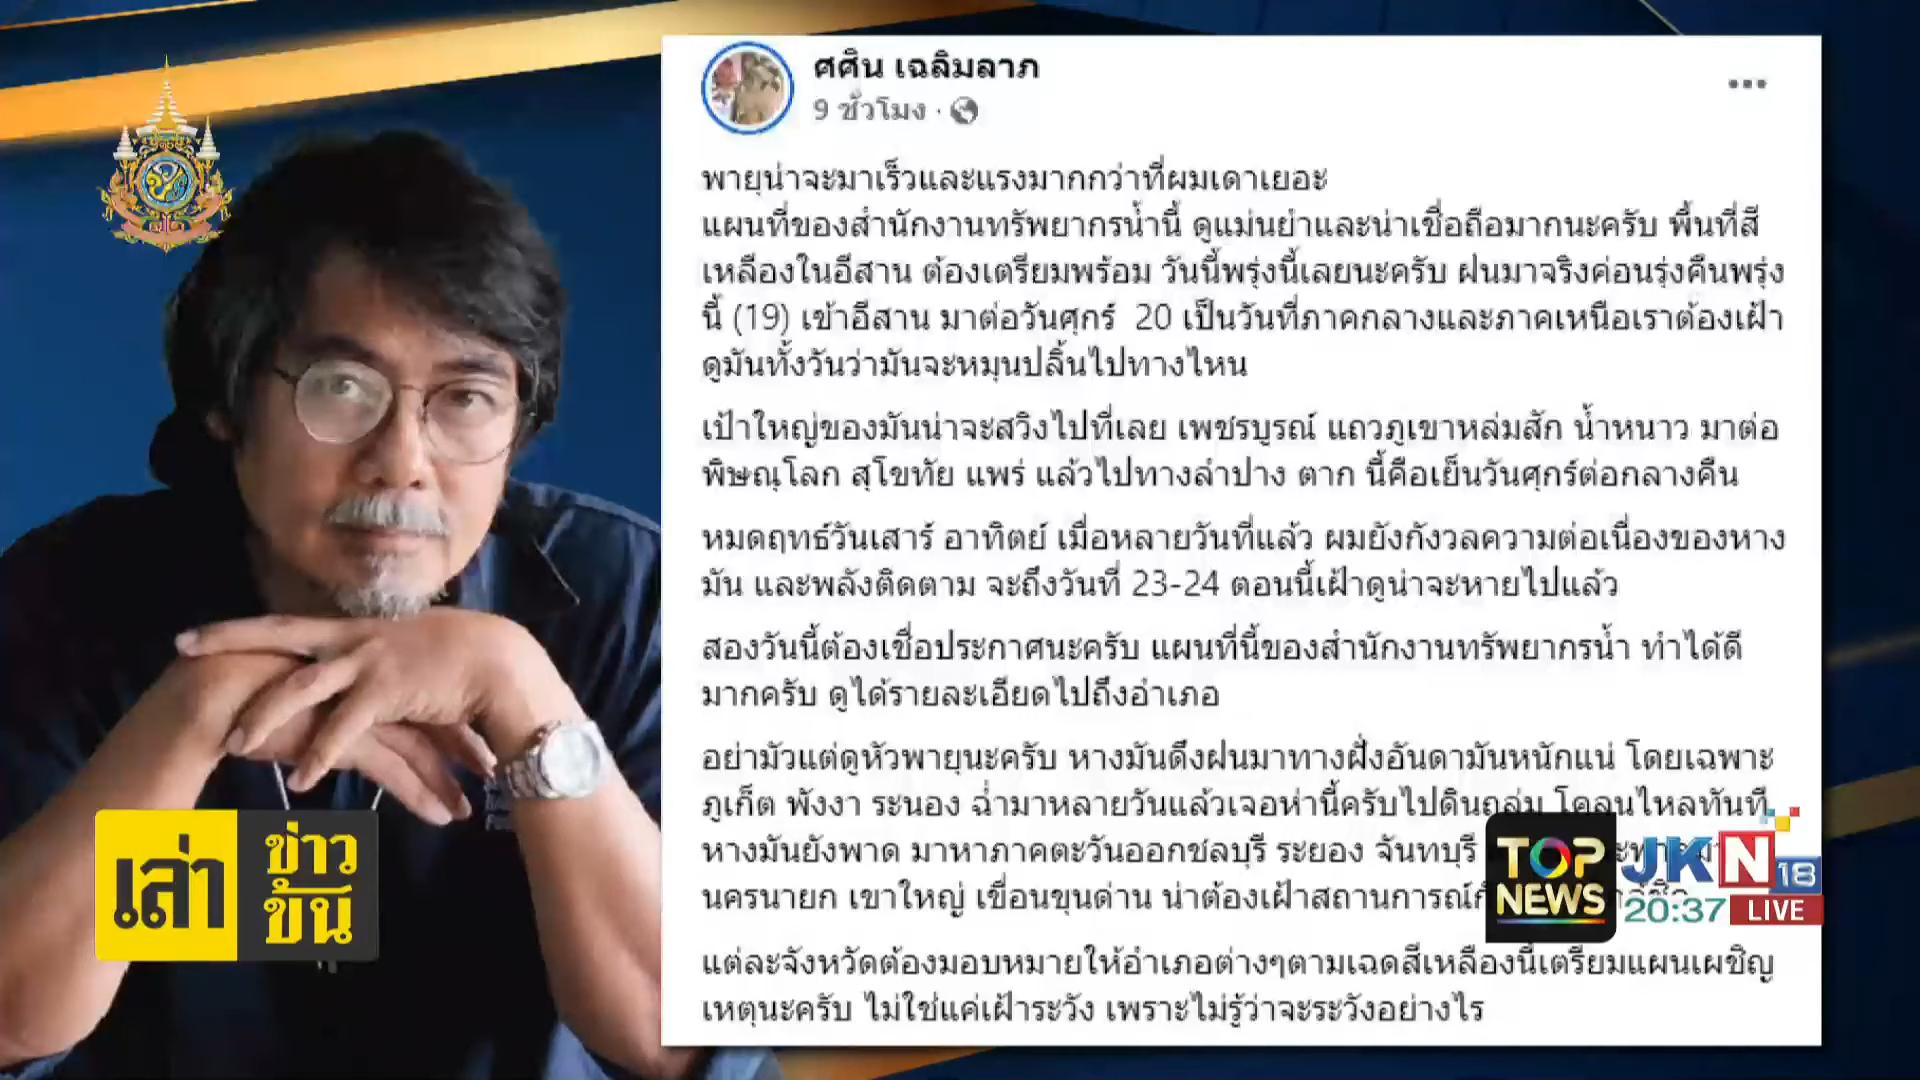 ศศิน เฉลิมลาภ
9 ชั่วโมง ·
พายุน่าจะมาเร็วและแรงมากกว่าที่ผมเดาเยอะ
แผนที่ของสำนักงานทรัพยากรน้ำนี้ ดูแม่นยำและน่าเชื่อถือมากนะครับ พื้นที่สี
เหลืองในอีสาน ต้องเตรียมพร้อม วันนี้พรุ่งนี้เลยนะครับ ฝนมาจริงค่อนรุ่งคืนพรุ่ง
นี้ (19) เข้าอีสาน มาต่อวันศุกร์ 20 เป็นวันที่ภาคกลางและภาคเหนือเราต้องเฝ้า
ดูมันทั้งวันว่ามันจะหมุนปลิ้นไปทางไหน
เป้าใหญ่ของมันน่าจะสวิงไปที่เลย เพชรบูรณ์ แถวภูเขาหล่มสัก น้ำหนาว มาต่อ
พิษณุโลก สุโขทัย แพร่ แล้วไปทางลำปาง ตาก นี้คือเย็นวันศุกร์ต่อกลางคืน
หมดฤทธ์วันเสาร์ อาทิตย์ เมื่อหลายวันที่แล้ว ผมยังกังวลความต่อเนื่องของหาง
มัน และพลังติดตาม จะถึงวันที่ 23-24 ตอนนี้เฝ้าดูน่าจะหายไปแล้ว
สองวันนี้ต้องเชื่อประกาศนะครับ แผนที่นี้ของสำนักงานทรัพยากรน้ำ ทำได้ดี
มากครับ ดูได้รายละเอียดไปถึงอำเภอ
อย่ามัวแต่ดูหัวพายุนะครับ หางมันดึงฝนมาทางฝั่งอันดามันหนักแน่ โดยเฉพาะ
ภูเก็ต พังงา ระนอง ฉ่ำมาหลายวันแล้วเจอห่านี้ครับไปดินถล่ม โคลนไหลทันที
หางมันยังพาด มาหาภาคตะวันออกชลบุรี ระยอง จันทบุรี
นครนายก เขาใหญ่ เขื่อนขุนด่าน น่าต้องเฝ้าสถานการณ์
แต่ละจังหวัดต้องมอบหมายให้อำเภอต่างๆตามเฉดสีเหลืองนี้เตรียมแผนเผชิญ
เหตุนะครับ ไม่ใช่แค่เฝ้าระวัง เพราะไม่รู้ว่าจะระวังอย่างไร
เล่า
ข่าว
ข้น
TOP
NEWS
JKN
18
20:37
LIVE